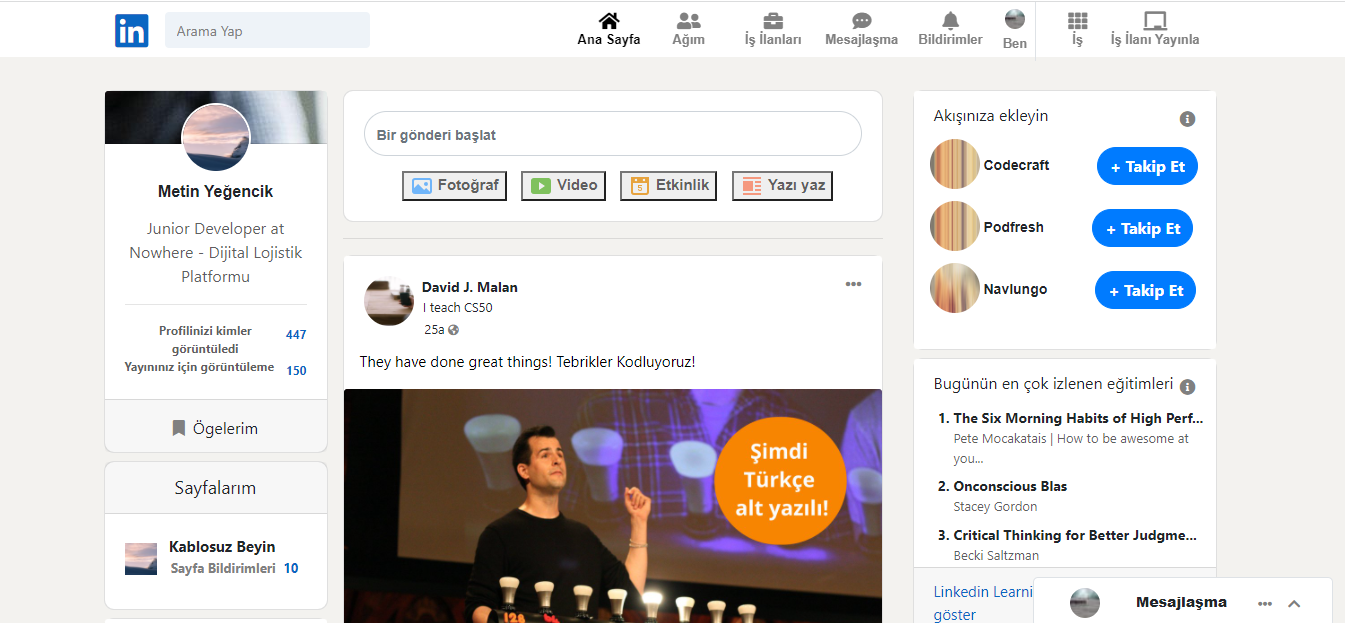 in
Arama Yap
Ana Sayfa
Ağım
İş İlanları
Mesajlaşma
Bildirimler
Ben
İş
İş İlanı Yayınla
Metin Yeğencik
Junior Developer at
Nowhere - Dijital Lojistik
Platformu
Profilinizi kimler
görüntüledi
447
Yayınınız için görüntüleme
150
Ögelerim
Sayfalarım
Kablosuz Beyin
Sayfa Bildirimleri 10
Bir gönderi başlat
Fotoğraf
Video
Etkinlik
Yazı yaz
David J. Malan
I teach CS50
25a
They have done great things! Tebrikler Kodluyoruz!
Şimdi
Türkçe
alt yazılı!
128
Akışınıza ekleyin
Codecraft
+ Takip Et
Podfresh
+ Takip Et
Navlungo
+ Takip Et
Bugünün en çok izlenen eğitimleri
1. The Six Morning Habits of High Perf...
Pete Mocakatais | How to be awesome at
you...
2. Onconscious Blas
Stacey Gordon
3. Critical Thinking for Better Judgme...
Becki Saltzman
Linkedin Learni
göster
Mesajlaşma